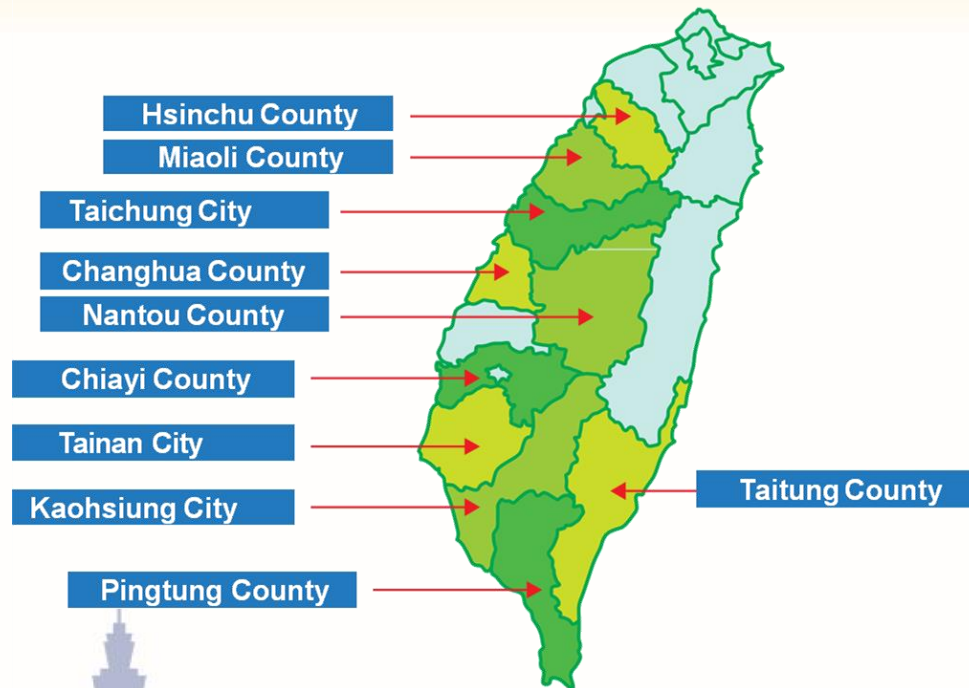 Hsinchu County
Miaoli County
Taichung City
Changhua County
Nantou County
Chiayi County
Tainan City
Kaohsiung City
Taitung County
Pingtung County